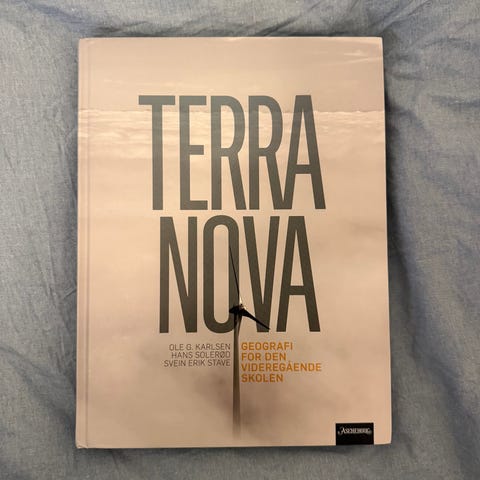 TERRA
NOVA
OLE G. KARLSEN
HANS SOLERØD
SVEIN ERIK STAVE
GEOGRAFI
FOR DEN
VIDEREGÅENDE
SKOLEN
ASCHEHOUG